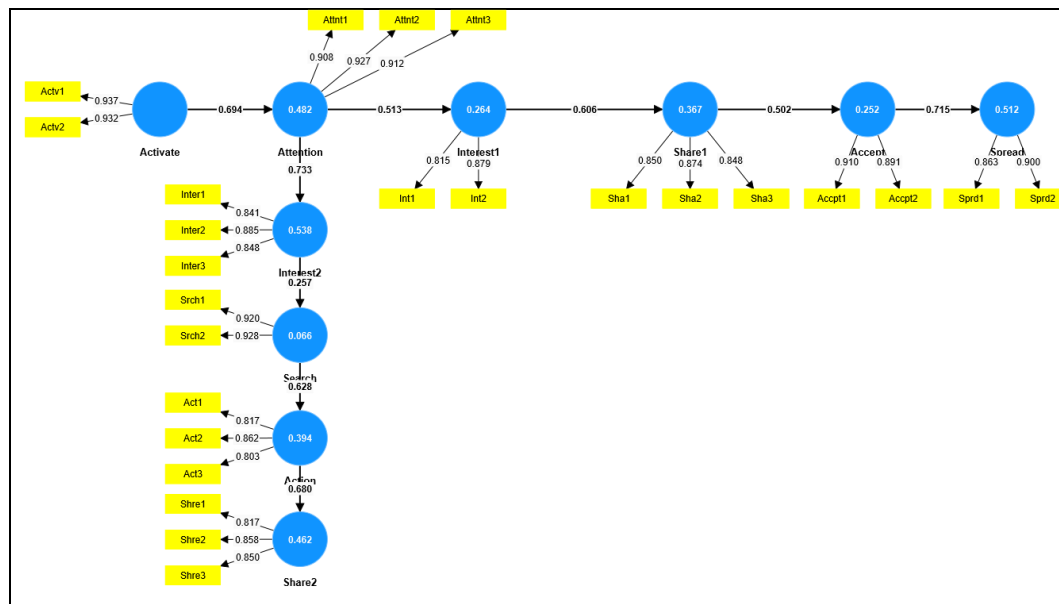 Attnt1 Attnt2 Attnt3
0.908 0.927 0.912
Actv1
0.937
Actv2
0.932
Activate
0.694
0.482
Attention
0.513
0.264
Interest1
0.606
0.367
Share1
0.502
0.252
Accept
0.715
0.512
Spread
0.815 0.879
Int1 Int2
0.850 0.874 0.848
Sha1 Sha2 Sha3
0.910 0.891
Accpt1 Accpt2
0.863 0.900
Sprd1 Sprd2
0.733
Inter1
0.841
Inter2
0.885
Inter3
0.848
0.538
Interest2
0.257
Srch1
0.920
Srch2
0.928
0.066
Search
0.628
Act1
0.817
Act2
0.862
Act3
0.803
0.394
Action
0.680
Shre1
0.817
Shre2
0.858
Shre3
0.850
0.462
Share2